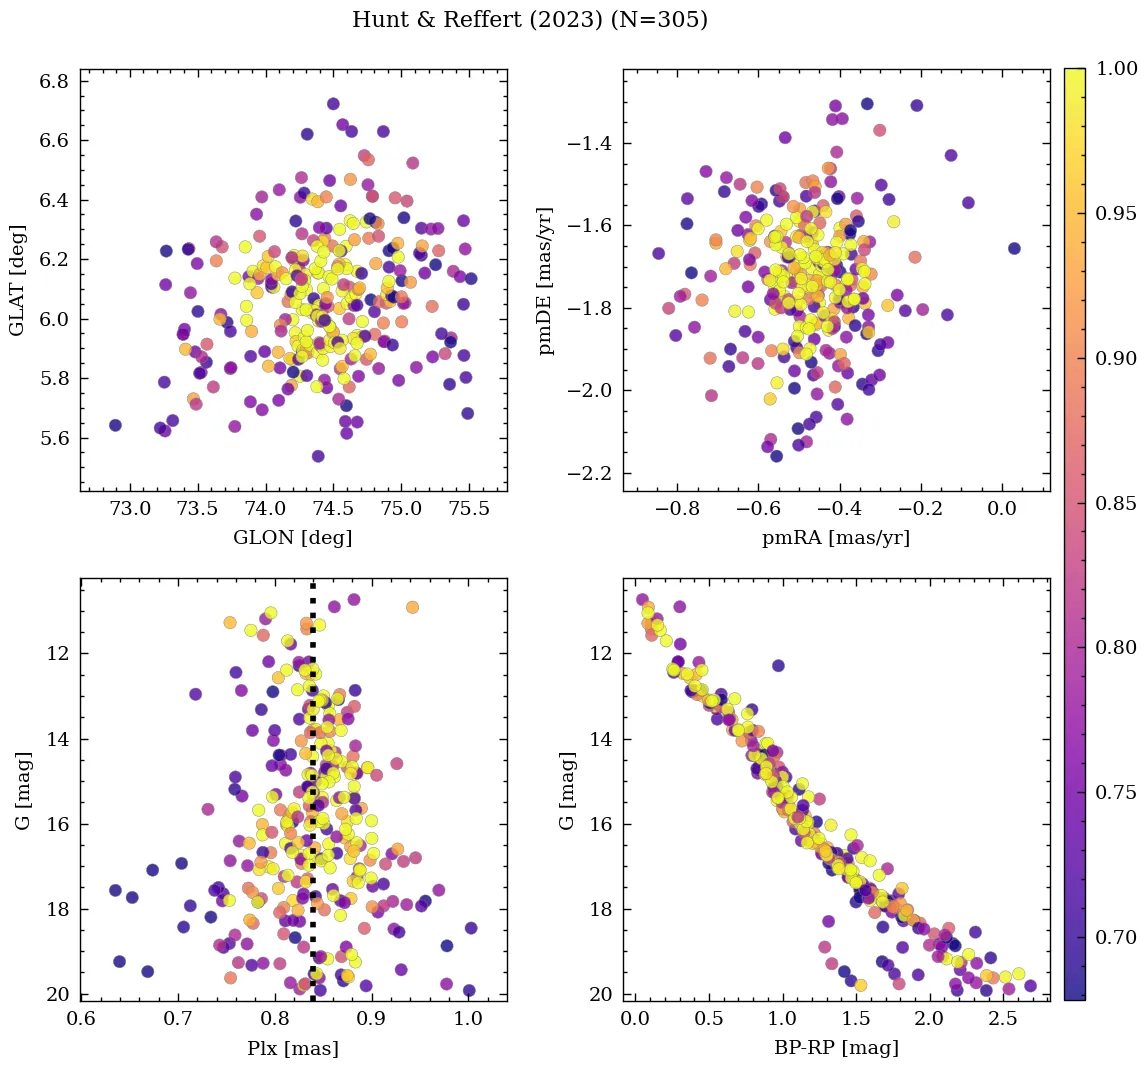 Hunt & Reffert (2023) (N=305)
6.8
6.6
6.4
6.2
6.0
5.8
5.6
GLAT [deg]
73.0 73.5 74.0 74.5 75.0 75.5
GLON [deg]
−1.4
−1.6
−1.8
−2.0
−2.2
pmDE [mas/yr]
−0.8 −0.6 −0.4 −0.2 0.0
pmRA [mas/yr]
12
14
16
18
20
G [mag]
0.6 0.7 0.8 0.9 1.0
Plx [mas]
12
14
16
18
20
G [mag]
0.0 0.5 1.0 1.5 2.0 2.5
BP-RP [mag]
1.00
0.95
0.90
0.85
0.80
0.75
0.70